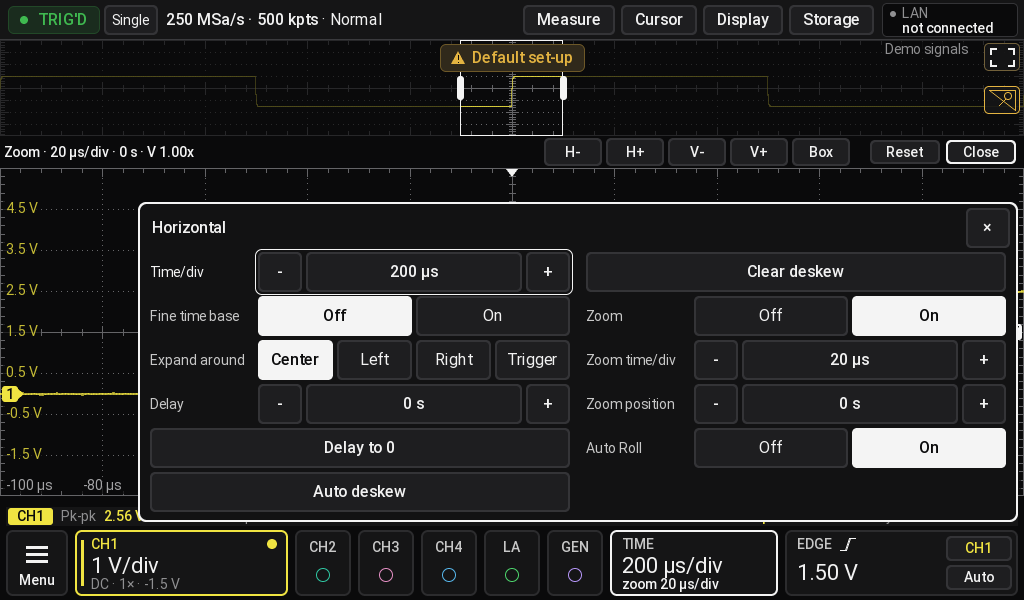 TRIG'D Single 250 MSa/s · 500 kpts · Normal Measure Cursor Display Storage LAN
not connected
Demo signals
Default set-up
Zoom · 20 µs/div · 0 s · V 1.00x H- H+ V- V+ Box Reset Close
4.5 V
3.5 V
2.5 V
1.5 V
0.5 V
1
-0.5 V
-1.5 V
-100 µs -80 µs
Horizontal ×
Time/div - 200 µs + Clear deskew
Fine time base Off On Zoom Off On
Expand around Center Left Right Trigger Zoom time/div - 20 µs +
Delay - 0 s + Zoom position - 0 s +
Delay to 0 Auto Roll Off On
Auto deskew
CH1 Pk-pk 2.56
Menu
CH1
1 V/div
DC · 1× · -1.5 V
CH2 CH3 CH4 LA GEN
TIME
200 µs/div
zoom 20 µs/div
EDGE CH1
1.50 V Auto